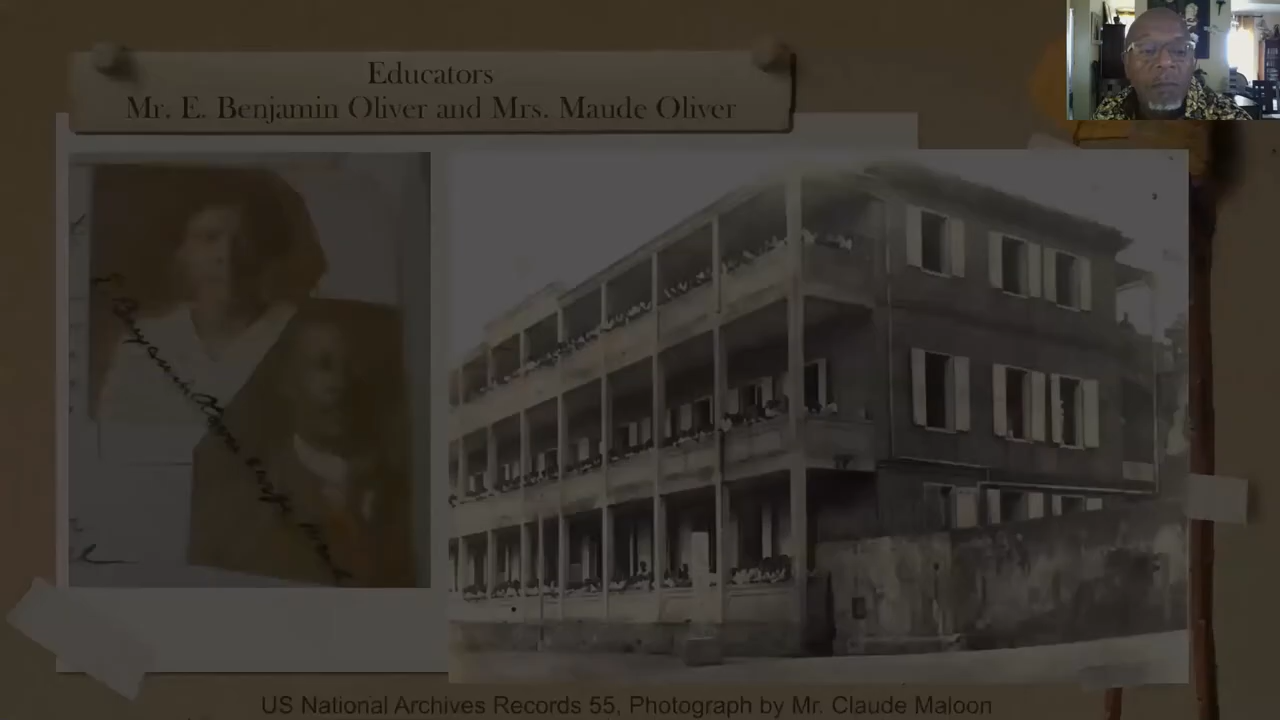 Educators
Mr. E. Benjamin Oliver and Mrs. Maude Oliver
US National Archives Records 55, Photograph by Mr. Claude Maloon